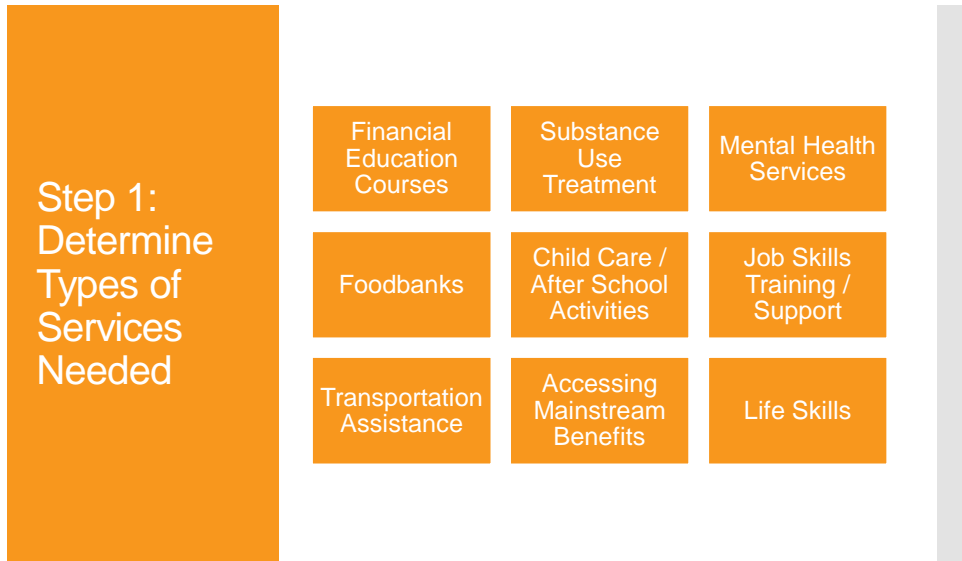 Step 1:
Determine
Types of
Services
Needed
Financial
Education
Courses
Substance
Use
Treatment
Mental Health
Services
Foodbanks
Child Care /
After School
Activities
Job Skills
Training /
Support
Transportation
Assistance
Accessing
Mainstream
Benefits
Life Skills